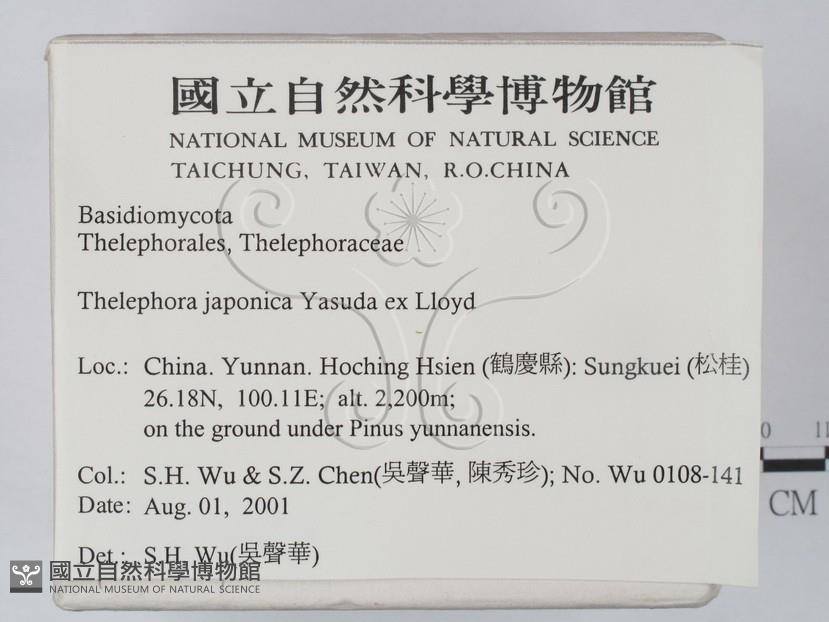 國立自然科學博物館
NATIONAL MUSEUM OF NATURAL SCIENCE
TAICHUNG, TAIWAN, R.O.CHINA
Basidiomycota
Thelephorales, Thelephoraceae
Thelephora japonica Yasuda ex Lloyd
Loc.: China. Yunnan. Hoching Hsien (鶴慶縣): Sungkuei (松桂)
26.18N, 100.11E; alt. 2,200m;
on the ground under Pinus yunnanensis.
Col.: S.H. Wu & S.Z. Chen(吳聲華, 陳秀珍); No. Wu 0108-141
Date: Aug. 01, 2001
Det.: S.H. Wu(吳聲華)
國立自然科學博物館
NATIONAL MUSEUM OF NATURAL SCIENCE
0 1
CM